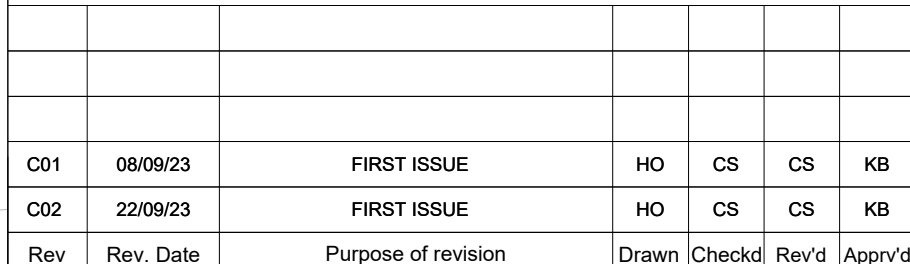 C01 08/09/23 FIRST ISSUE HO CS CS KB
C02 22/09/23 FIRST ISSUE HO CS CS KB
Rev Rev. Date Purpose of revision Drawn Checkd Rev'd Apprv'd